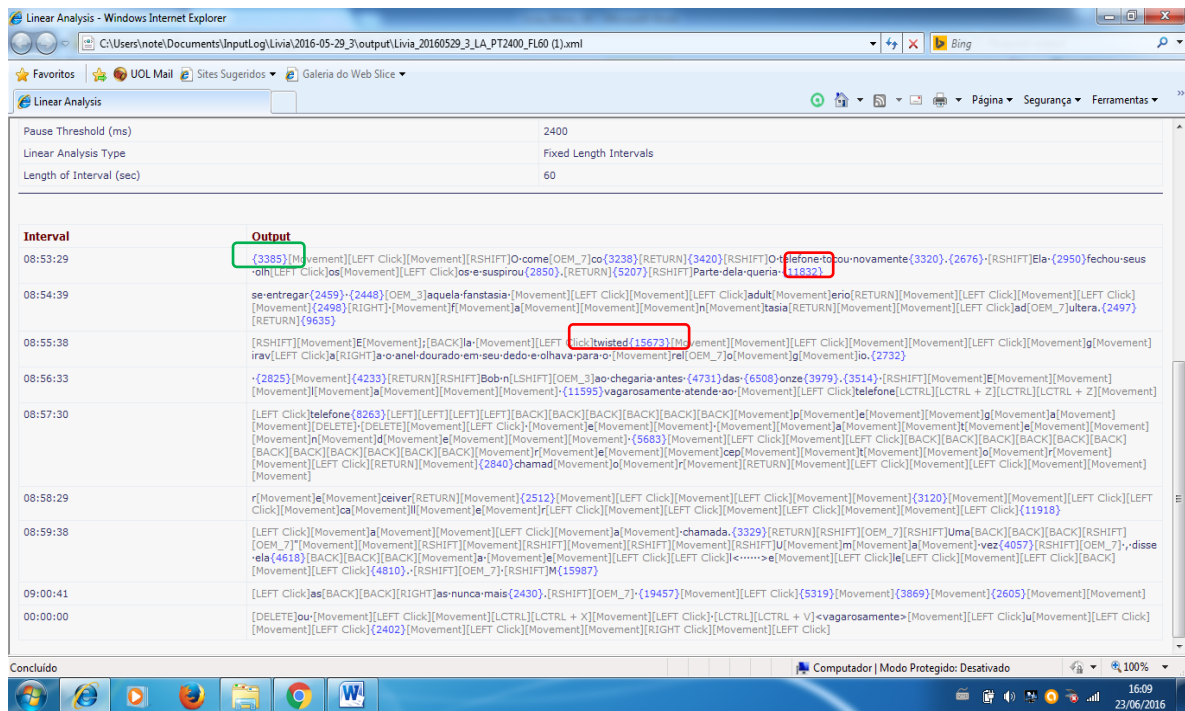 Linear Analysis - Windows Internet Explorer
C:\Users\note\Documents\InputLog\Livia\2016-05-29_3\output\Livia_20160529_3_LA_PT2400_FL60 (1).xml
Bing
Favoritos UOL Mail Sites Sugeridos Galeria do Web Slice
Linear Analysis
Página Segurança Ferramentas
Pause Threshold (ms) 2400
Linear Analysis Type Fixed Length Intervals
Length of Interval (sec) 60
Interval Output
08:53:29 {3385}[Movement][LEFT Click][Movement][RSHIFT]O·come[OEM_7]co{3238}[RETURN]{3420}[RSHIFT]O·telefone·tocou·novamente{3320}.{2676}·[RSHIFT]Ela·{2950}fechou·seus
·olh[LEFT Click]os[Movement][LEFT Click]os·e·suspirou{2850}.[RETURN]{5207}[RSHIFT]Parte·dela·queria·{11832}
08:54:39 se·entregar{2459}·{2448}[OEM_3]aquela·fanstasia·[Movement][LEFT Click][Movement][LEFT Click]adult[Movement]erio[RETURN][Movement][LEFT Click][Movement][LEFT Click]
[Movement]{2498}[RIGHT]·[Movement]f[Movement]a[Movement][Movement][Movement]n[Movement]tasia[RETURN][Movement][Movement][LEFT Click]ad[OEM_7]ultera.{2497}
[RETURN]{9635}
08:55:38 [RSHIFT][Movement]E[Movement];[BACK]la·[Movement][LEFT Click]twisted{15673}[Movement][Movement][LEFT Click][Movement][LEFT Click][Movement][LEFT Click][Movement]g[Movement]
irav[LEFT Click]a[RIGHT]a·o·anel·dourado·em·seu·dedo·e·olhava·para·o·[Movement]rel[OEM_7]o[Movement]g[Movement]io.{2732}
08:56:33 ·{2825}[Movement]{4233}[RETURN][RSHIFT]Bob·n[LSHIFT][OEM_3]ao·chegaria·antes·{4731}das·{6508}onze{3979}.{3514}·[RSHIFT][Movement]E[Movement][Movement]
[Movement]l[Movement]a[Movement][Movement][Movement]·{11595}vagarosamente·atende·ao·[Movement][LEFT Click]telefone[LCTRL][LCTRL + Z][LCTRL][LCTRL + Z][Movement]
08:57:30 [LEFT Click]telefone{8263}[LEFT][LEFT][LEFT][LEFT][BACK][BACK][BACK][BACK][BACK][BACK][BACK][Movement]p[Movement]e[Movement][Movement]g[Movement]a[Movement]
[Movement][DELETE]·[DELETE][Movement][LEFT Click]·[Movement]e[Movement][Movement]·[Movement][Movement]a[Movement][Movement][Movement]t[Movement]e[Movement][Movement]
[Movement]n[Movement]d[Movement]e[Movement][Movement][Movement]·{5683}[Movement][LEFT Click][Movement][LEFT Click][BACK][BACK][BACK][BACK][BACK][BACK]
[BACK][BACK][BACK][BACK][BACK][BACK][Movement]r[Movement]e[Movement][Movement]cep[Movement][Movement]t[Movement]o[Movement]r[Movement]
[Movement][LEFT Click][RETURN][Movement]{2840}chamad[Movement]o[Movement]r[Movement][RETURN][Movement][LEFT Click][Movement][LEFT Click][Movement][Movement]
[Movement]
08:58:29 r[Movement]e[Movement]ceiver[RETURN][Movement]{2512}[Movement][LEFT Click][Movement][LEFT Click][Movement][Movement]{3120}[Movement][Movement][LEFT Click][LEFT
Click][Movement]ca[Movement]ll[Movement]e[Movement]r[LEFT Click][Movement][LEFT Click][Movement][LEFT Click][Movement][LEFT Click]{11918}
08:59:38 [LEFT Click][Movement]a[Movement][Movement][LEFT Click][Movement]a[Movement]·chamada.{3329}[RETURN][RSHIFT][OEM_7][RSHIFT]Uma[BACK][BACK][BACK][RSHIFT]
[OEM_7]"[Movement][Movement][RSHIFT][Movement][RSHIFT][Movement][RSHIFT][Movement][RSHIFT]U[Movement]m[Movement]a[Movement]·vez{4057}[RSHIFT][OEM_7]·,·disse
·ela{4618}[BACK][BACK][BACK][Movement]a·[Movement]e[Movement][Movement][LEFT Click][LEFT Click]l<······>e[Movement][LEFT Click]le[LEFT Click][Movement][LEFT Click][BACK]
[Movement][LEFT Click]{4810}.·[RSHIFT][OEM_7]·[RSHIFT]M{15987}
09:00:41 [LEFT Click]as[BACK][BACK][RIGHT]as·nunca·mais{2430}.[RSHIFT][OEM_7]·{19457}[Movement][LEFT Click]{5319}[Movement]{3869}[Movement]{2605}[Movement][Movement]
00:00:00 [DELETE]ou·[Movement][LEFT Click][Movement][LCTRL][LCTRL + X][Movement][LEFT Click]·[LCTRL][LCTRL + V]<vagarosamente>[Movement][LEFT Click]u[Movement][LEFT Click]
[Movement][LEFT Click]{2402}[Movement][LEFT Click][Movement][Movement][RIGHT Click][Movement][LEFT Click]
Concluído Computador | Modo Protegido: Desativado 100%
16:09
23/06/2016